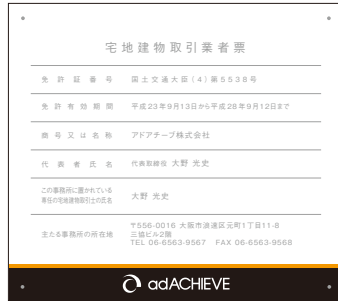 宅地建物取引業者票
免許証番号 国土交通大臣(4)第5538号
免許有効期間 平成23年9月13日から平成28年9月12日まで
商号又は名称 アドアチーブ株式会社
代表者氏名 代表取締役 大野 光史
この事務所に置かれている
専任の宅地建物取引士の氏名 大野 光史
主たる事務所の所在地 〒556-0016 大阪市浪速区元町1丁目11-8
三協ビル2階
TEL 06-6563-9567 FAX 06-6563-9568
adACHIEVE